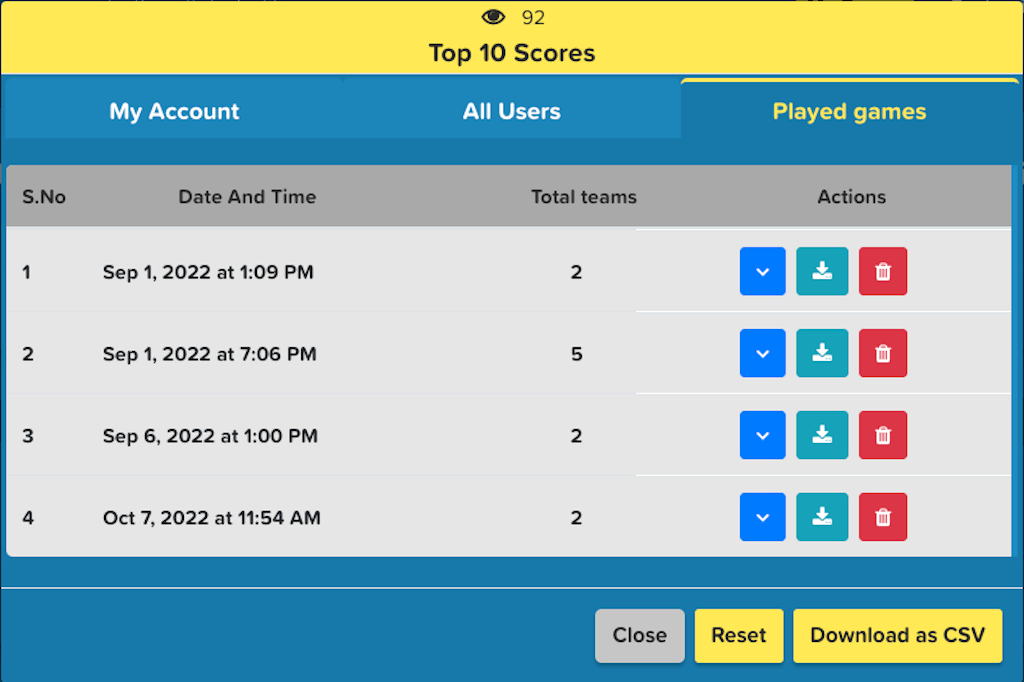 92
Top 10 Scores
My Account All Users Played games
S.No Date And Time Total teams Actions
1 Sep 1, 2022 at 1:09 PM 2
2 Sep 1, 2022 at 7:06 PM 5
3 Sep 6, 2022 at 1:00 PM 2
4 Oct 7, 2022 at 11:54 AM 2
Close Reset Download as CSV